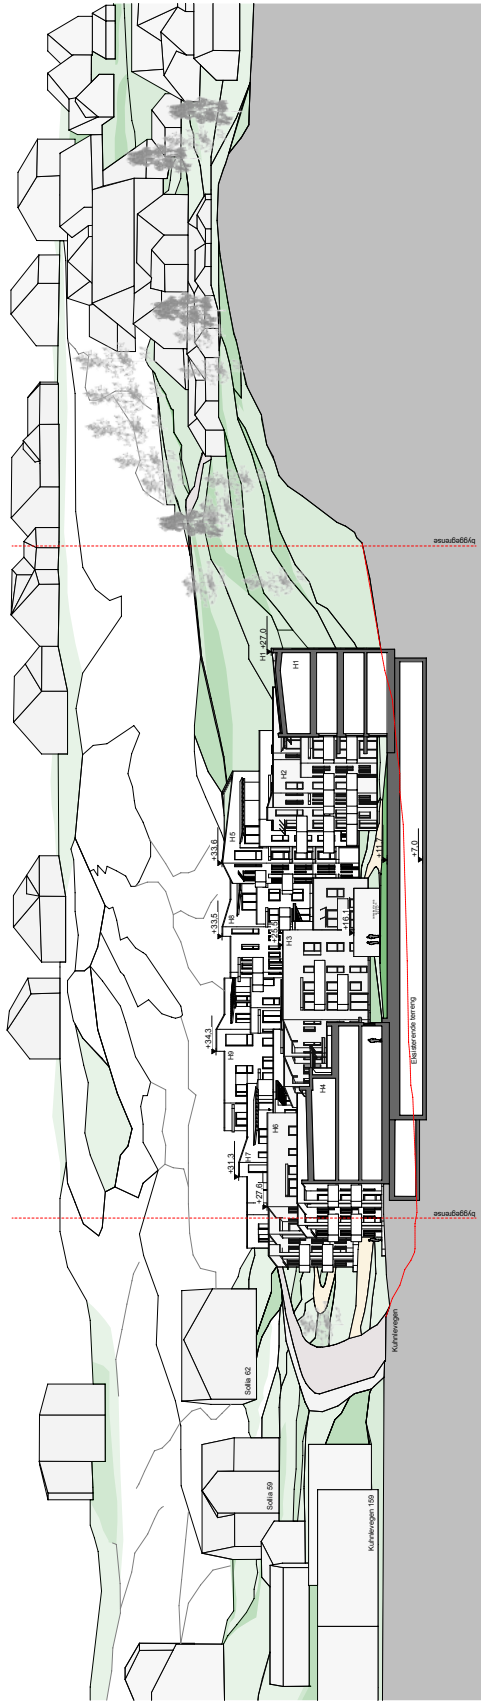 Kuhnlevegen 159
Sollia 59
Sollia 62
Kuhnlevegen
byggegrense
+27.6
+31.3
H7
H6
H4
H9
+34.3
Eksisterende terreng
H3
+16.1
H8
+33.5
+33.6
H5
+7.0
H2
H1
H1 +27.0
byggegrense